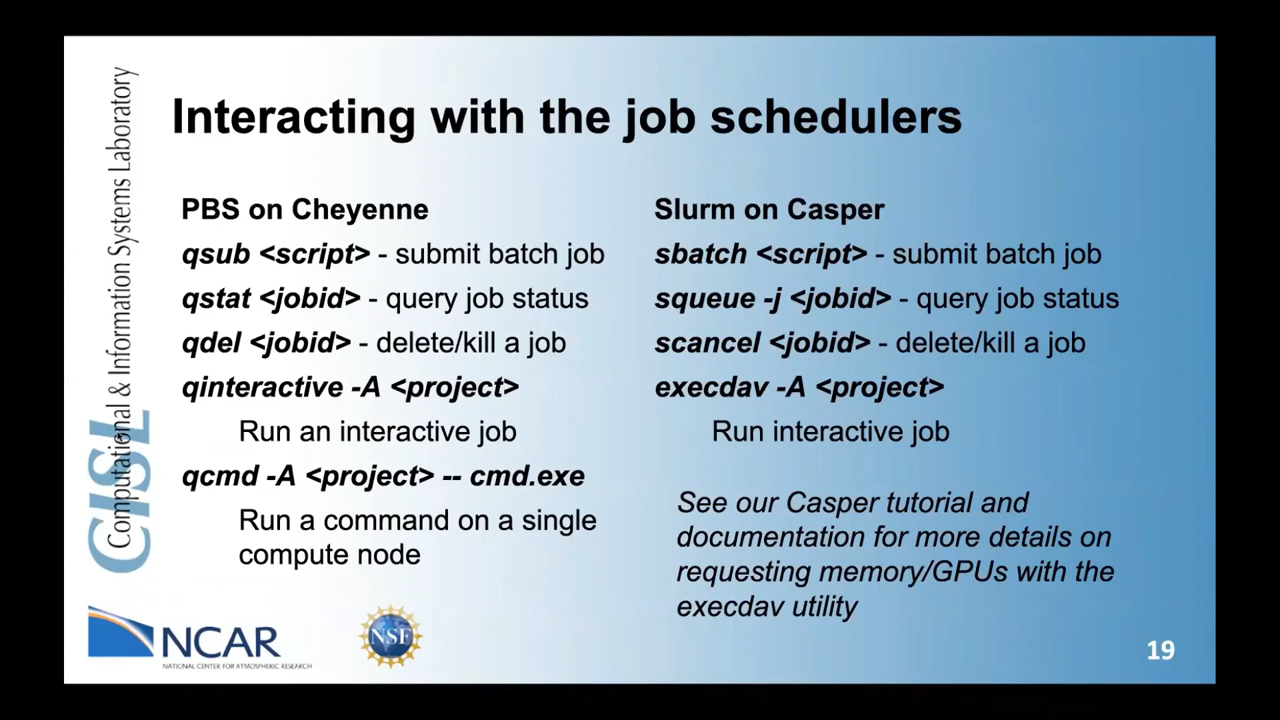 Interacting with the job schedulers
Computational & Information Systems Laboratory
CISL
PBS on Cheyenne
qsub <script> - submit batch job
qstat <jobid> - query job status
qdel <jobid> - delete/kill a job
qinteractive -A <project>
Run an interactive job
qcmd -A <project> -- cmd.exe
Run a command on a single
compute node
Slurm on Casper
sbatch <script> - submit batch job
squeue -j <jobid> - query job status
scancel <jobid> - delete/kill a job
execdav -A <project>
Run interactive job
See our Casper tutorial and
documentation for more details on
requesting memory/GPUs with the
execdav utility
NCAR
NATIONAL CENTER FOR ATMOSPHERIC RESEARCH
NSF
19